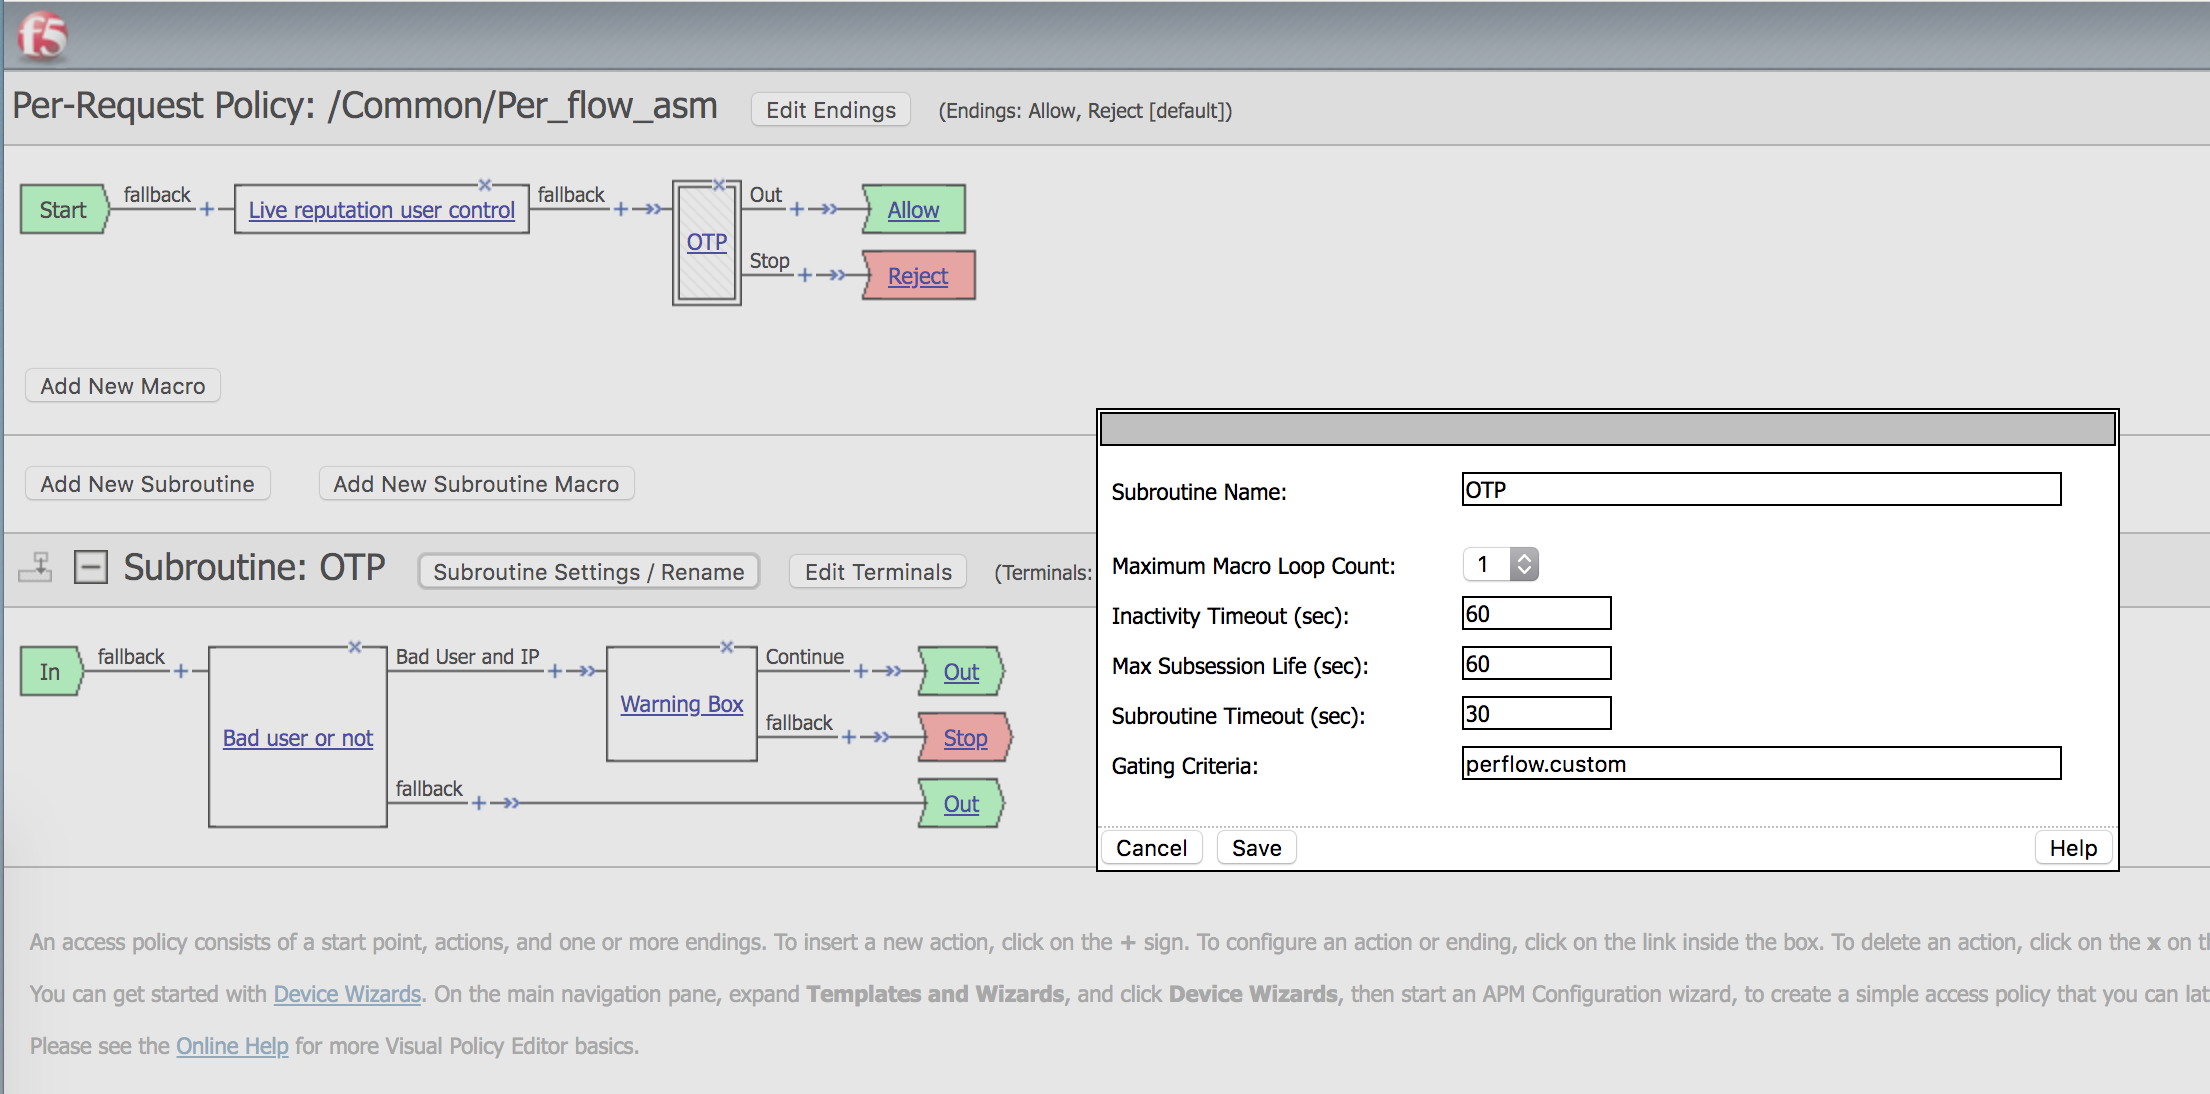 f5
Per-Request Policy: /Common/Per_flow_asm Edit Endings (Endings: Allow, Reject [default])
Start fallback Live reputation user control fallback OTP Out Allow
Stop Reject
Add New Macro
Add New Subroutine Add New Subroutine Macro
Subroutine: OTP Subroutine Settings / Rename Edit Terminals (Terminals:
In fallback Bad user or not Bad User and IP Warning Box Continue Out
fallback Stop
fallback Out
Subroutine Name: OTP
Maximum Macro Loop Count: 1
Inactivity Timeout (sec): 60
Max Subsession Life (sec): 60
Subroutine Timeout (sec): 30
Gating Criteria: perflow.custom
Cancel Save Help
An access policy consists of a start point, actions, and one or more endings. To insert a new action, click on the + sign. To configure an action or ending, click on the link inside the box. To delete an action, click on the x on
You can get started with Device Wizards. On the main navigation pane, expand Templates and Wizards, and click Device Wizards, then start an APM Configuration wizard, to create a simple access policy that you can
Please see the Online Help for more Visual Policy Editor basics.